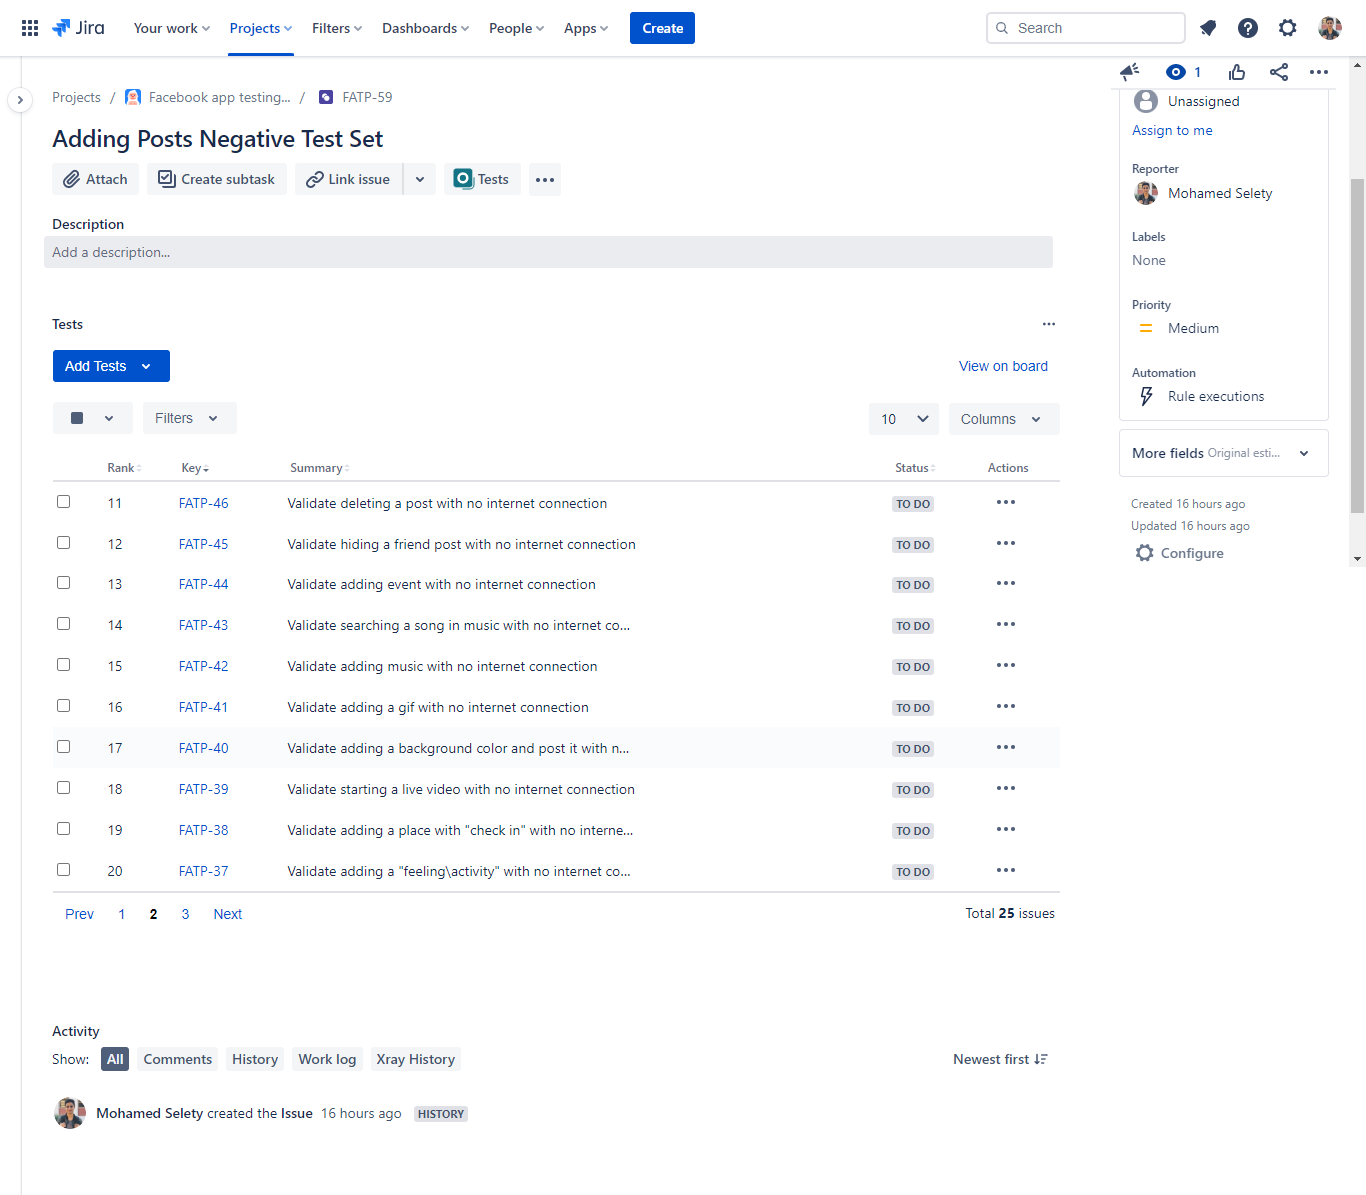 Jira
Your work
Projects
Filters
Dashboards
People
Apps
Create
Search
1
Projects / Facebook app testing... / FATP-59
Adding Posts Negative Test Set
Attach
Create subtask
Link issue
Tests
Description
Add a description...
Tests
Add Tests
View on board
Filters
10
Columns
Rank Key Summary Status Actions
11 FATP-46 Validate deleting a post with no internet connection TO DO
12 FATP-45 Validate hiding a friend post with no internet connection TO DO
13 FATP-44 Validate adding event with no internet connection TO DO
14 FATP-43 Validate searching a song in music with no internet co... TO DO
15 FATP-42 Validate adding music with no internet connection TO DO
16 FATP-41 Validate adding a gif with no internet connection TO DO
17 FATP-40 Validate adding a background color and post it with n... TO DO
18 FATP-39 Validate starting a live video with no internet connection TO DO
19 FATP-38 Validate adding a place with "check in" with no interne... TO DO
20 FATP-37 Validate adding a "feeling\activity" with no internet co... TO DO
Prev 1 2 3 Next
Total 25 issues
Activity
Show: All Comments History Work log Xray History
Newest first
Mohamed Selety created the Issue 16 hours ago HISTORY
Unassigned
Assign to me
Reporter
Mohamed Selety
Labels
None
Priority
Medium
Automation
Rule executions
More fields Original esti...
Created 16 hours ago
Updated 16 hours ago
Configure